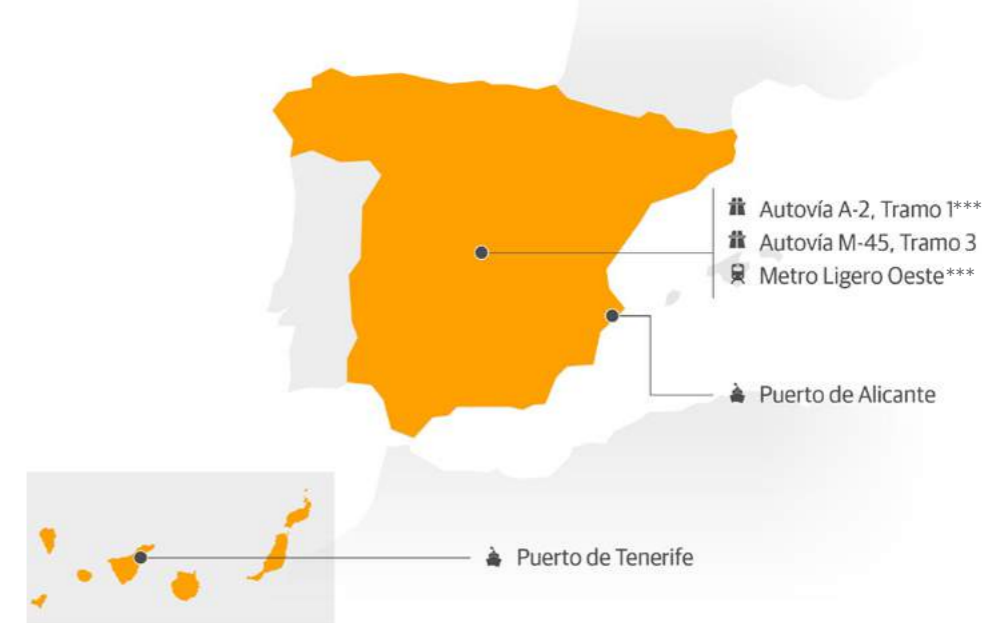 Autovía A-2, Tramo 1***
Autovía M-45, Tramo 3
Metro Ligero Oeste***
Puerto de Alicante
Puerto de Tenerife